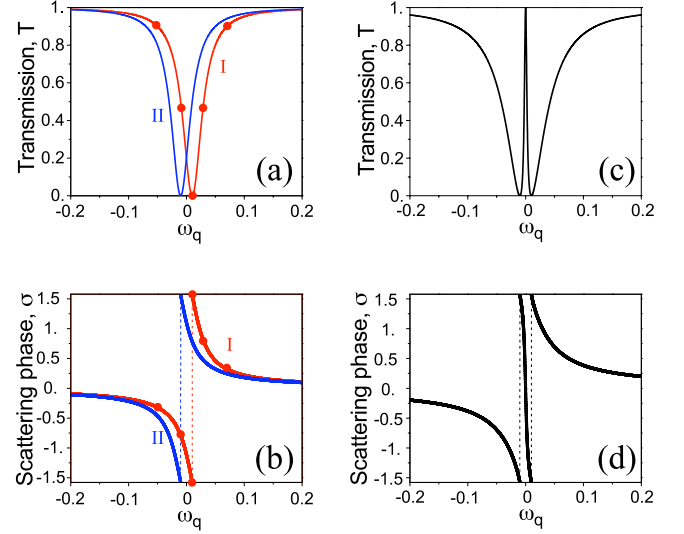 Transmission, T
1.
0.8
0.6
0.4
0.2
0.
I
II
(a)
-0.2 -0.1 0 0.1 0.2
ω_q
Transmission, T
1.
0.8
0.6
0.4
0.2
0.
(c)
-0.2 -0.1 0 0.1 0.2
ω_q
Scattering phase, σ
1.5
1.
0.5
0.
-0.5
-1.
-1.5
I
II
(b)
-0.2 -0.1 0 0.1 0.2
ω_q
Scattering phase, σ
1.5
1.
0.5
0.
-0.5
-1.
-1.5
(d)
-0.2 -0.1 0 0.1 0.2
ω_q